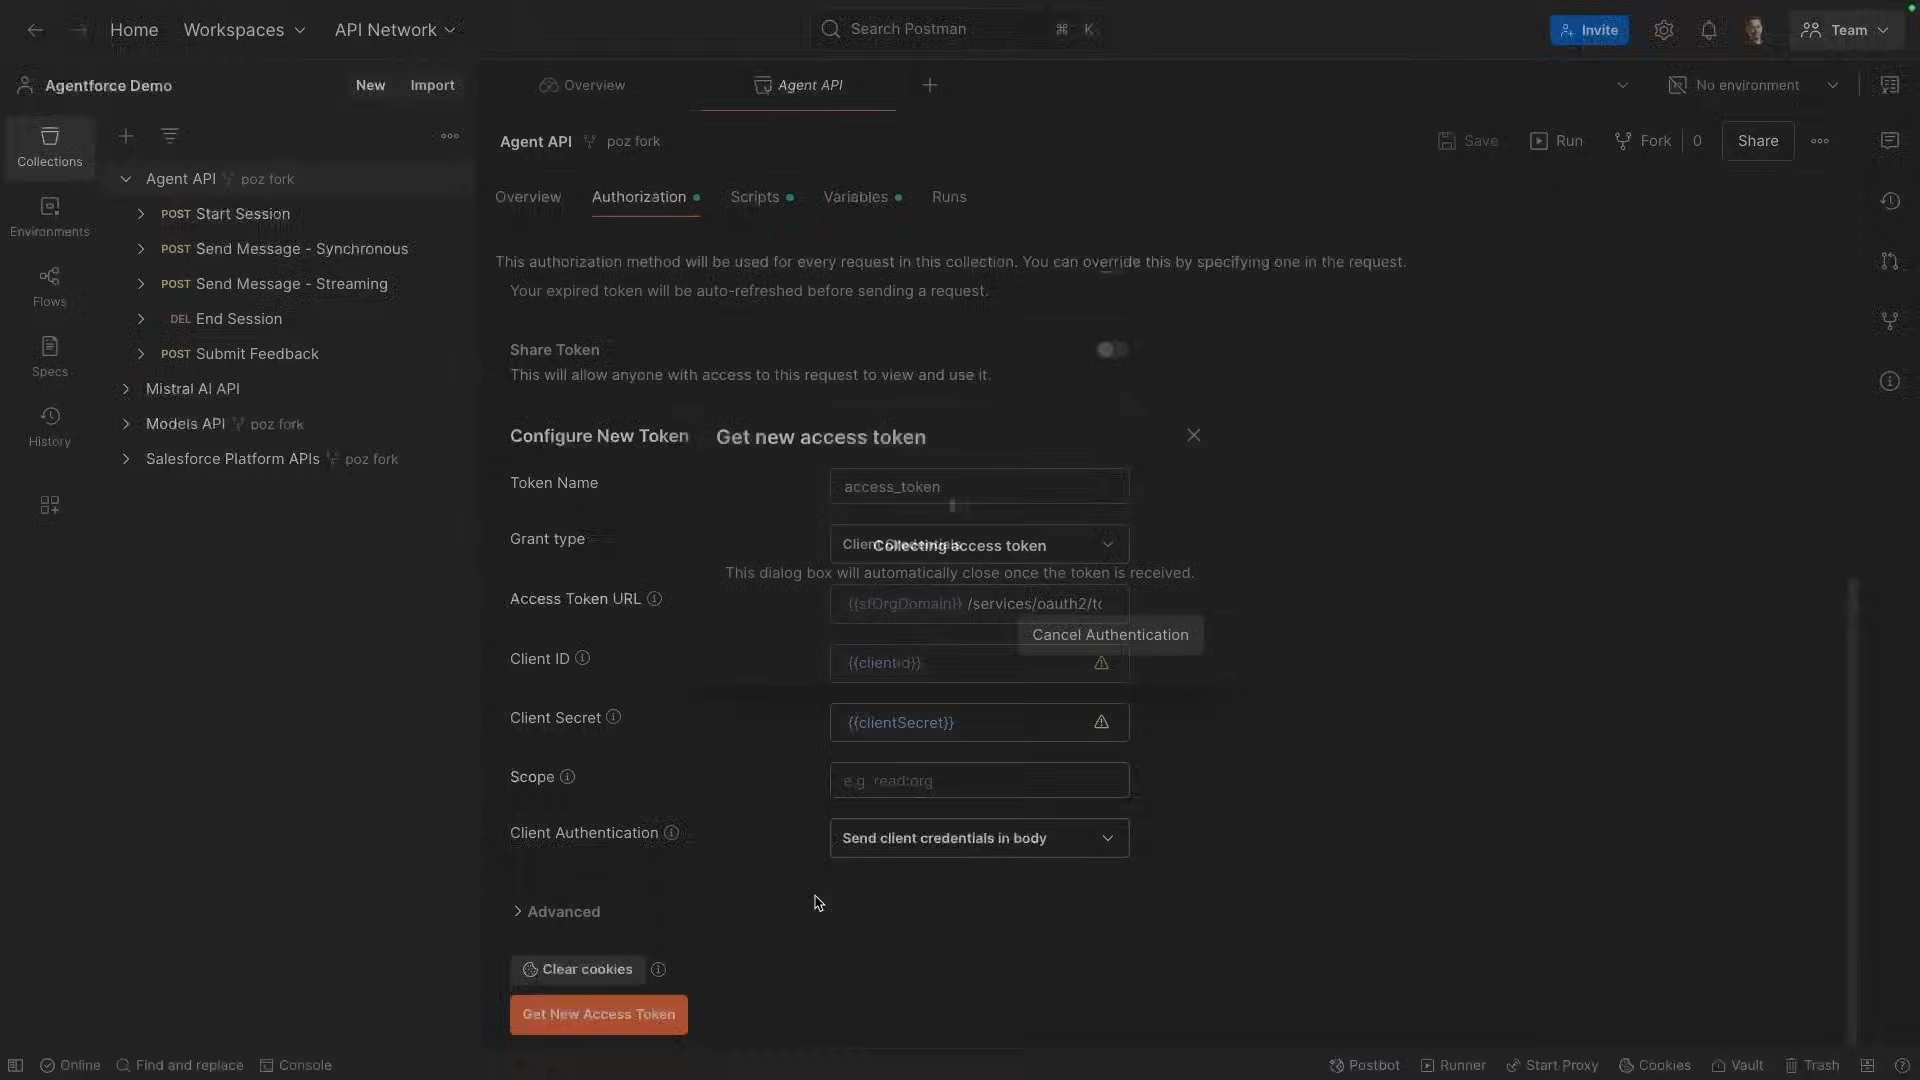 Home Workspaces API Network Search Postman ⌘ K Invite Team
Agentforce Demo New Import Overview Agent API No environment
Collections
Environments
Flows
Specs
History
Agent API poz fork
POST Start Session
POST Send Message - Synchronous
POST Send Message - Streaming
DEL End Session
POST Submit Feedback
Mistral AI API
Models API poz fork
Salesforce Platform APIs poz fork
Agent API poz fork Save Run Fork 0 Share
Overview Authorization Scripts Variables Runs
This authorization method will be used for every request in this collection. You can override this by specifying one in the request.
Your expired token will be auto-refreshed before sending a request.
Share Token
This will allow anyone with access to this request to view and use it.
Configure New Token
Get new access token
Token Name access_token
Grant type Client Credentials
Collecting access token
This dialog box will automatically close once the token is received.
Access Token URL {{sfOrgDomain}} /services/oauth2/tc
Cancel Authentication
Client ID {{clientId}}
Client Secret {{clientSecret}}
Scope e.g. read:org
Client Authentication Send client credentials in body
Advanced
Clear cookies
Get New Access Token
Online Find and replace Console Postbot Runner Start Proxy Cookies Vault Trash